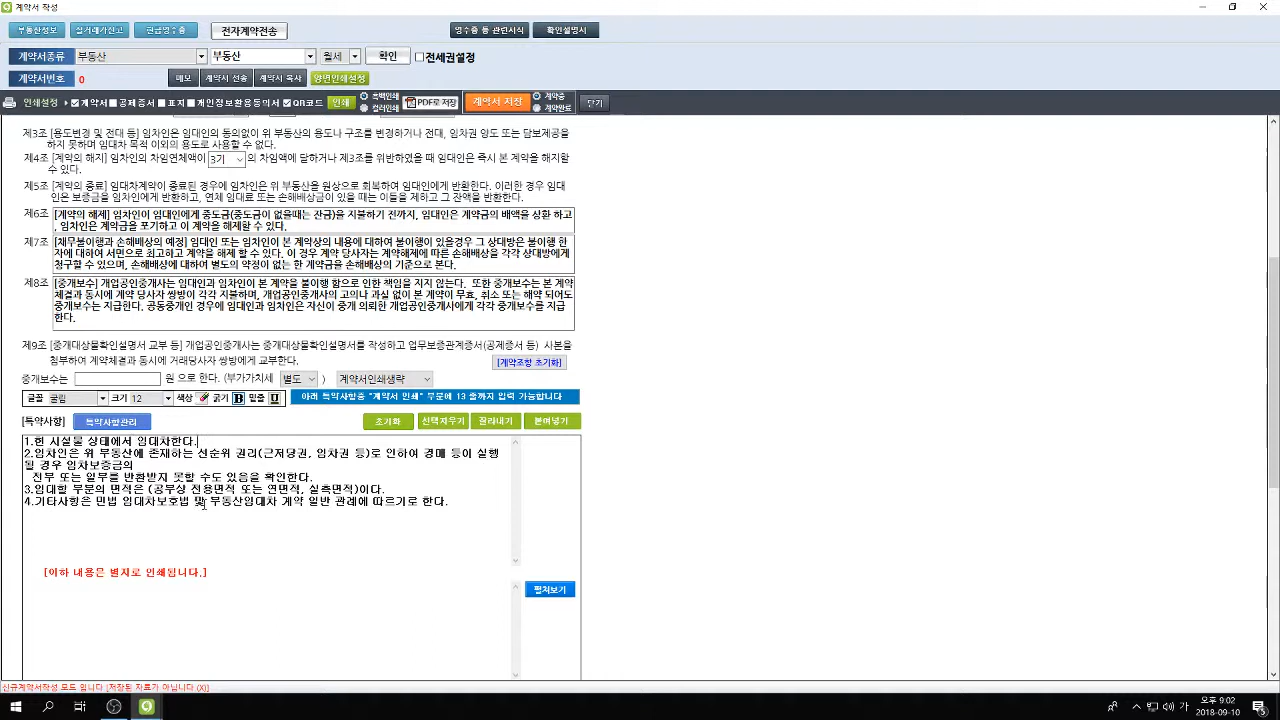 계약서 작성
부동산정보 실거래가신고 현금영수증 전자계약전송 영수증 등 관련서식 확인설명서
계약서종류 부동산 부동산 월세 확인 전세권설정
계약서번호 0 메모 계약서 전송 계약서 복사 양면인쇄설정
인쇄설정 계약서 공제증서 표지 개인정보활용동의서 QR코드 인쇄 흑백인쇄 컬러인쇄 PDF로 저장 계약서 저장 계약중 계약완료 닫기
제3조 [용도변경 및 전대 등] 임차인은 임대인의 동의없이 위 부동산의 용도나 구조를 변경하거나 전대, 임차권 양도 또는 담보제공을
하지 못하며 임대차 목적 이외의 용도로 사용할 수 없다.
제4조 [계약의 해지] 임차인의 차임연체액이 3기 의 차임액에 달하거나 제3조를 위반하였을 때 임대인은 즉시 본 계약을 해지할
수 있다.
제5조 [계약의 종료] 임대차계약이 종료된 경우에 임차인은 위 부동산을 원상으로 회복하여 임대인에게 반환한다. 이러한 경우 임대
인은 보증금을 임차인에게 반환하고, 연체 임대료 또는 손해배상금이 있을 때는 이들을 제하고 그 잔액을 반환한다.
제6조 [계약의 해제] 임차인이 임대인에게 중도금(중도금이 없을때는 잔금)을 지불하기 전까지, 임대인은 계약금의 배액을 상환 하고
, 임차인은 계약금을 포기하고 이 계약을 해제할 수 있다.
제7조 [채무불이행과 손해배상의 예정] 임대인 또는 임차인이 본 계약상의 내용에 대하여 불이행이 있을경우 그 상대방은 불이행 한
자에 대하여 서면으로 최고하고 계약을 해제 할 수 있다. 이 경우 계약 당사자는 계약해제에 따른 손해배상을 각각 상대방에게
청구할 수 있으며, 손해배상에 대하여 별도의 약정이 없는 한 계약금을 손해배상의 기준으로 본다.
제8조 [중개보수] 개업공인중개사는 임대인과 임차인이 본 계약을 불이행 함으로 인한 책임을 지지 않는다. 또한 중개보수는 본 계약
체결과 동시에 계약 당사자 쌍방이 각각 지불하며, 개업공인중개사의 고의나 과실 없이 본 계약이 무효, 취소 또는 해약 되어도
중개보수는 지급한다. 공동중개인 경우에 임대인과 임차인은 자신이 중개 의뢰한 개업공인중개사에게 각각 중개보수를 지급
한다.
제9조 [중개대상물확인설명서 교부 등] 개업공인중개사는 중개대상물확인설명서를 작성하고 업무보증관계증서(공제증서 등) 사본을
첨부하여 계약체결과 동시에 거래당사자 쌍방에게 교부한다. [계약조항 초기화]
중개보수는 원 으로 한다. (부가가치세 별도 ) 계약서인쇄생략
글꼴 굴림 크기 12 색상 굵기 B 밑줄 U 아래 특약사항중 "계약서 인쇄" 부분에 13 줄까지 입력 가능합니다
[특약사항] 특약사항관리 초기화 선택지우기 잘라내기 붙여넣기
1.현 시설물 상태에서 임대차한다.
2.임차인은 위 부동산에 존재하는 선순위 권리(근저당권, 임차권 등)로 인하여 경매 등이 실행
될 경우 임차보증금의
전부 또는 일부를 반환받지 못할 수도 있음을 확인한다.
3.임대할 부분의 면적은 (공부상 전용면적 또는 연면적, 실측면적)이다.
4.기타사항은 민법 임대차보호법 및 부동산임대차 계약 일반 관례에 따르기로 한다.
[이하 내용은 별지로 인쇄됩니다.]
펼쳐보기
신규계약서작성 모드 입니다 [저장된 자료가 아닙니다 (X)]
가 오후 9:02
2018-09-10